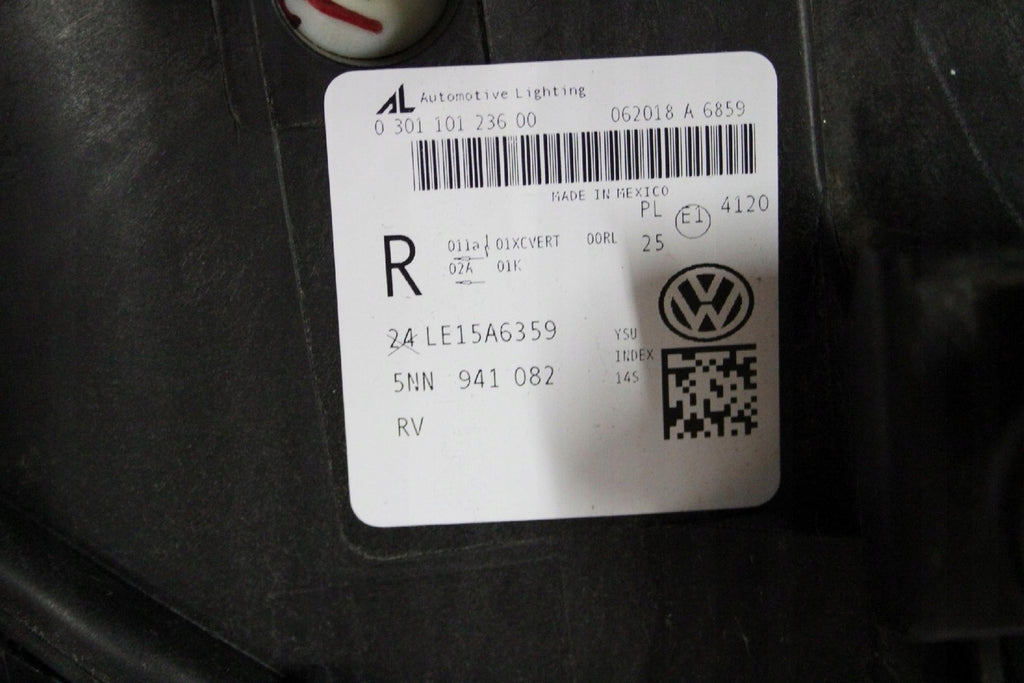 AL Automotive Lighting
0 301 101 236 00 062018 A 6859
MADE IN MEXICO
PL E1 4120
25
R
011a 01XCVERT 00RL
02A 01K
24 LE15A6359
YSU
INDEX
14S
5NN 941 082
RV